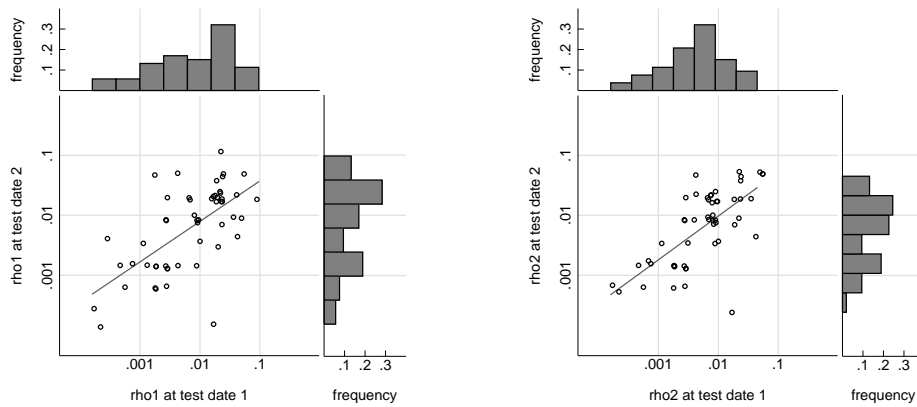 frequency
.1 .2 .3
rho1 at test date 2
.1
.01
.001
.001 .01 .1
rho1 at test date 1
.1 .2 .3
frequency
frequency
.1 .2 .3
rho2 at test date 2
.1
.01
.001
.001 .01 .1
rho2 at test date 1
.1 .2 .3
frequency